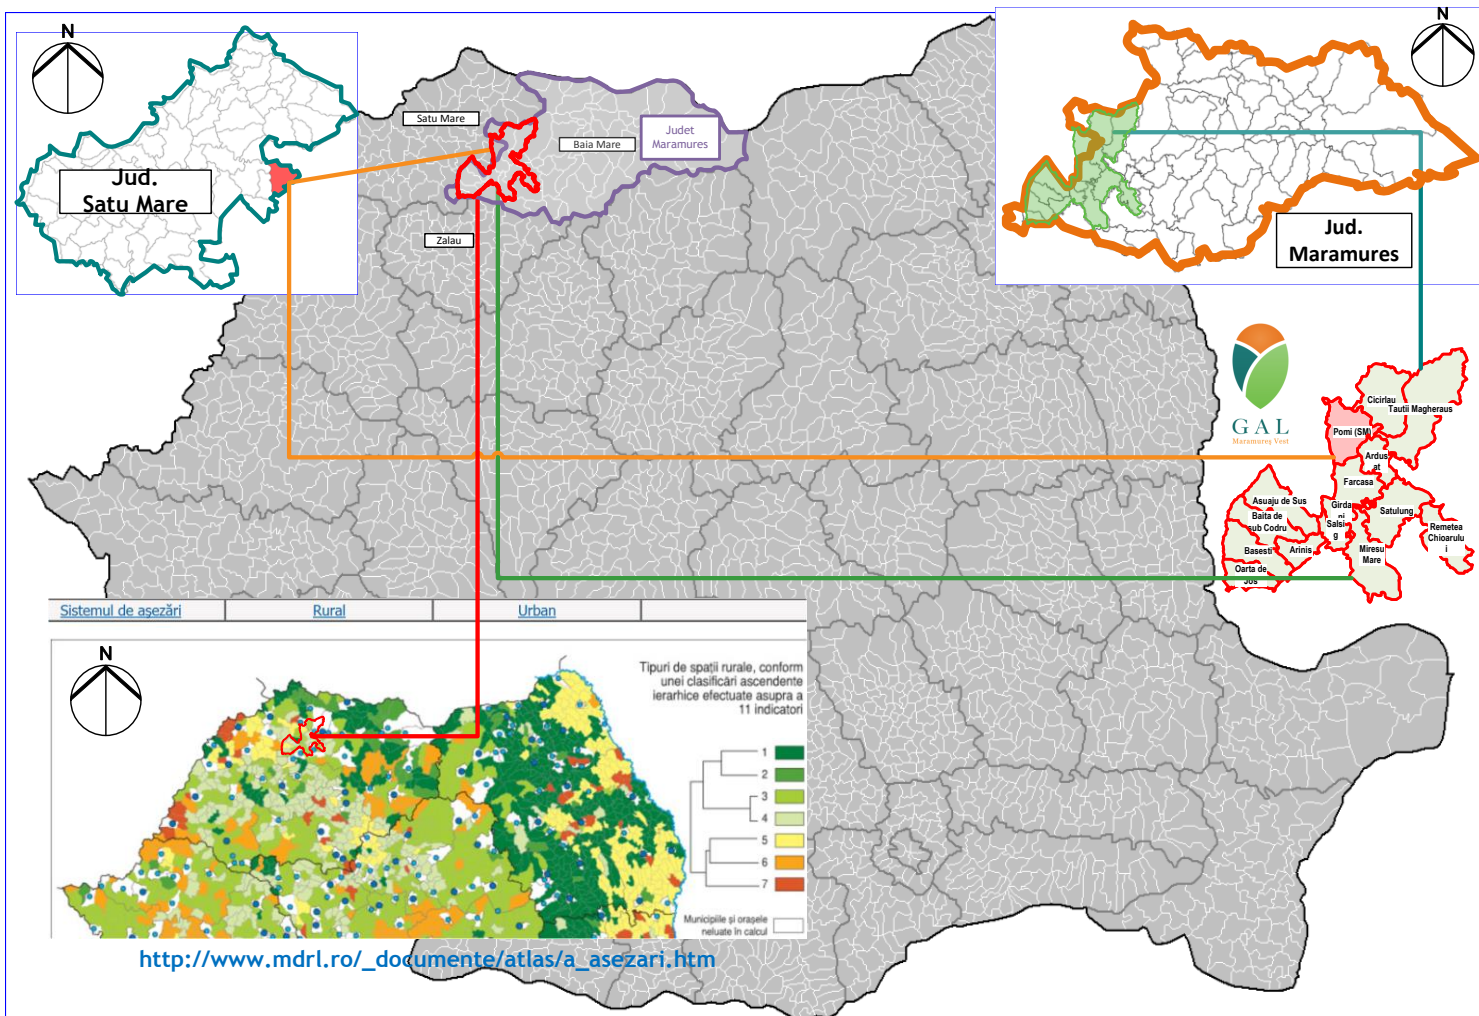 N
N
Satu Mare
Baia Mare
Judet
Maramures
Jud.
Satu Mare
Zalau
Jud.
Maramures
GAL
Maramureș Vest
Cicirlau
Tautii Magheraus
Pomi (SM)
Ardus
at
Farcasa
Asuaju de Sus
Girda
ni
Satulung
Baita de
sub Codru
Salsi
g
Remetea
Chioarului
i
Basesti
Arinis
Miresu
Mare
Oarta de
Jos
Sistemul de aşezări
Rural
Urban
N
Tipuri de spații rurale, conform
unei clasificări ascendente
ierarhice efectuate asupra a
11 indicatori
1
2
3
4
5
6
7
Municipiile și orașele
neluate în calcul
http://www.mdrl.ro/_documente/atlas/a_asezari.htm